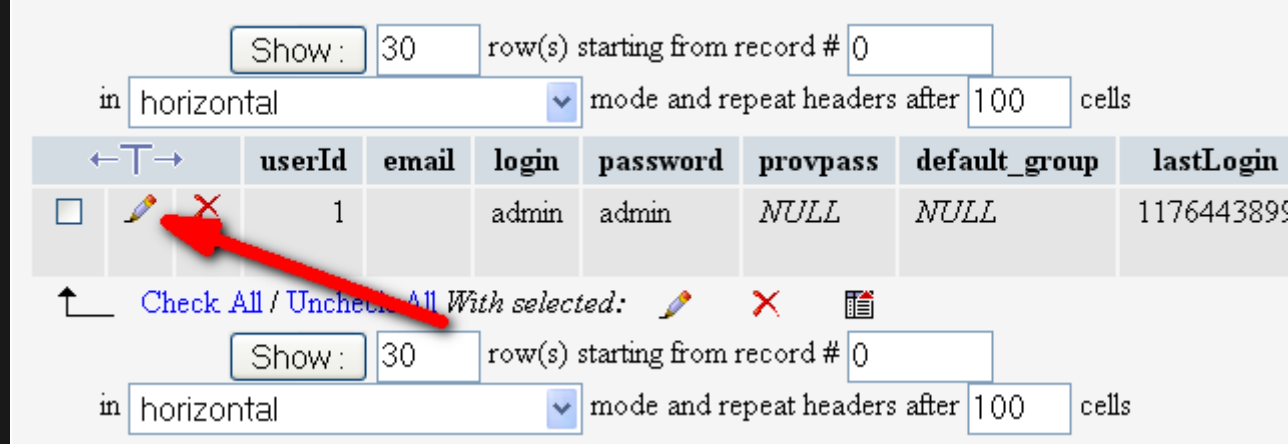 Show : 30 row(s) starting from record # 0
in horizontal mode and repeat headers after 100 cells
←T→ userId email login password provpass default_group lastLogin
1 admin admin NULL NULL 1176443899
Check All / Uncheck All With selected:
Show : 30 row(s) starting from record # 0
in horizontal mode and repeat headers after 100 cells